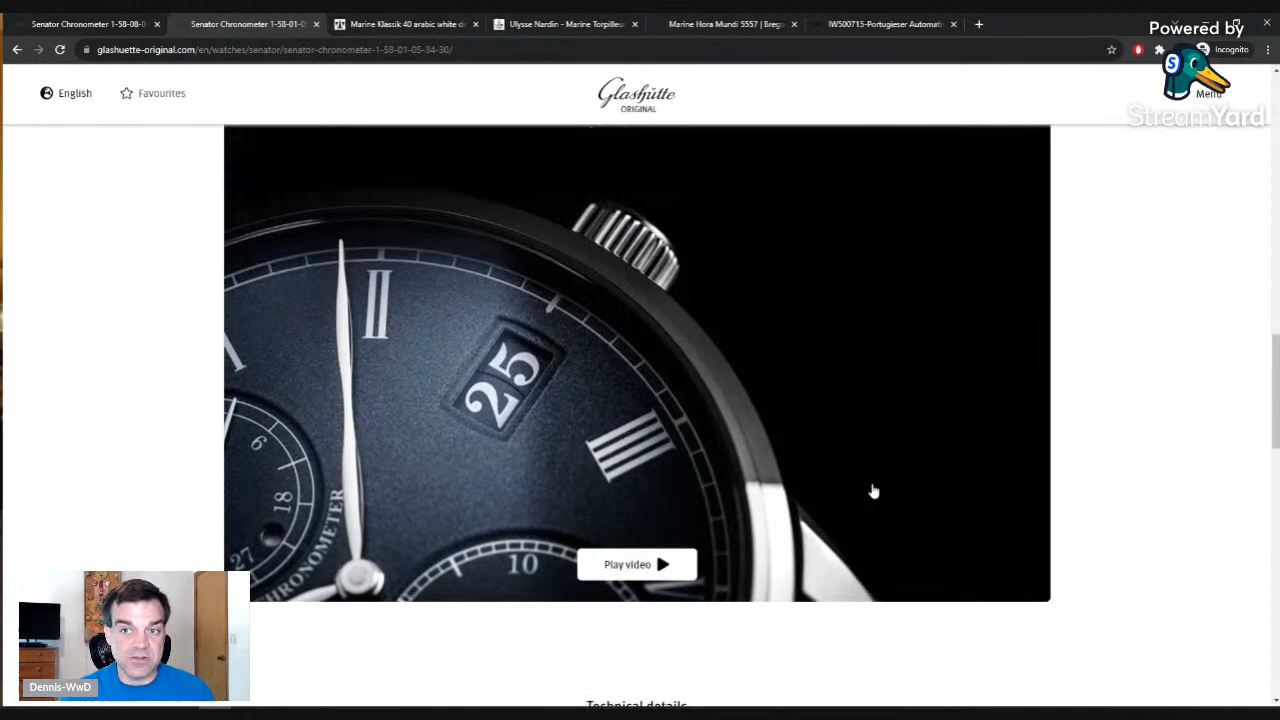 Senator Chronometer 1-58-08-0
Senator Chronometer 1-58-01-0
Marine Klassik 40 arabic white d
Ulysse Nardin - Marine Torpilleu
Marine Hora Mundi 5557 | Breg
IW500713-Portugieser Automati
Powered by
glashuette-original.com/en/watches/senator/senator-chronometer-1-58-01-05-34-30/
Incognito
English
Favourites
Glashütte
ORIGINAL
Menu
S
StreamYard
II
25
III
6
18
27
CHRONOMETER
10
Play video
Dennis-WwD
Technical details